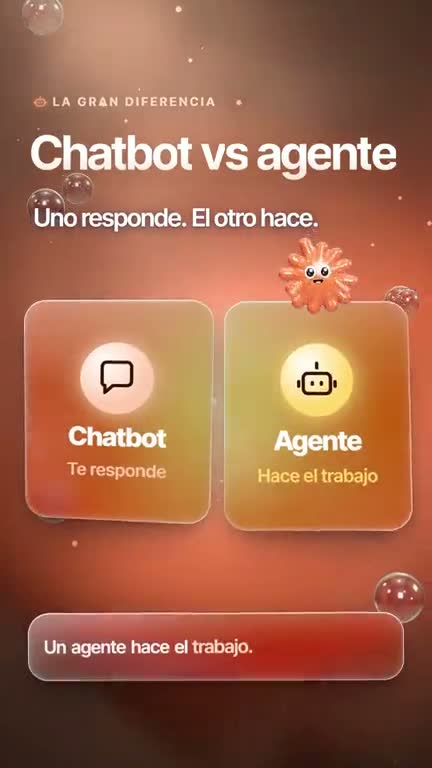 LA GRAN DIFERENCIA
Chatbot vs agente
Uno responde. El otro hace.
Chatbot
Te responde
Agente
Hace el trabajo
Un agente hace el trabajo.